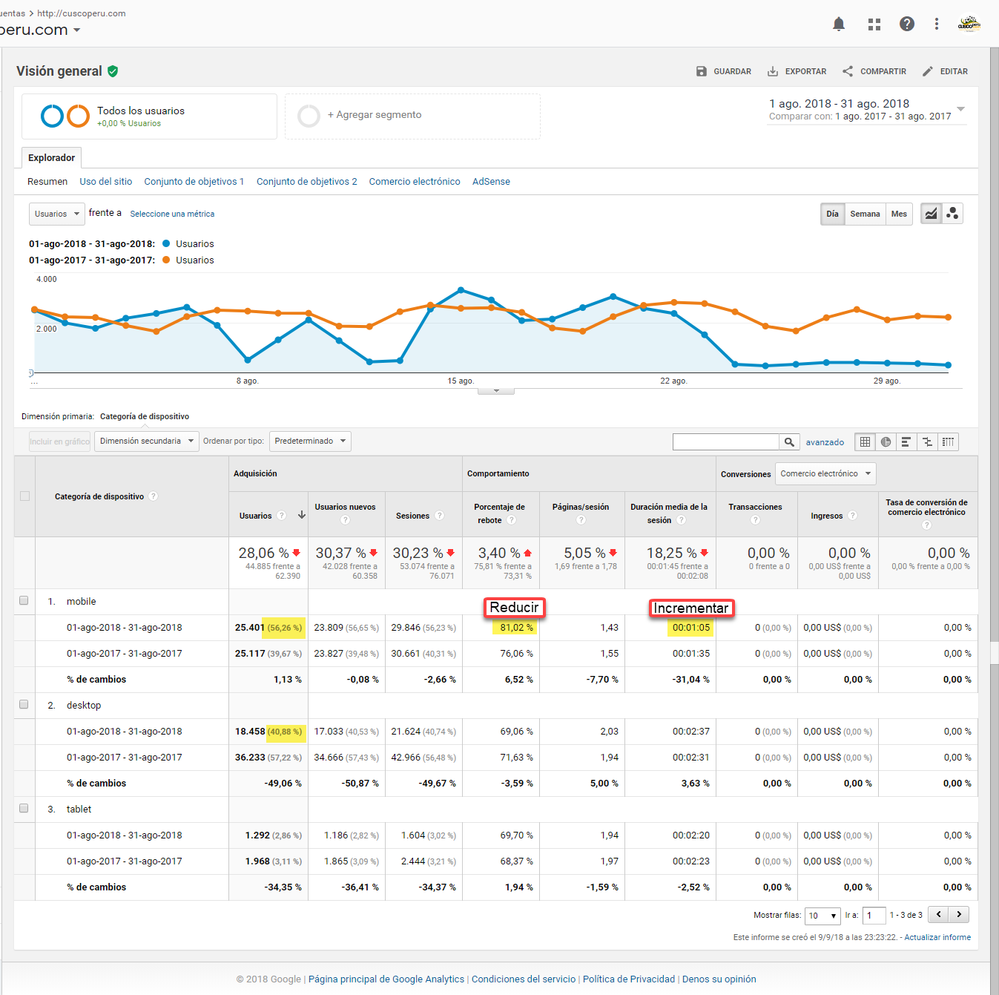 uentas > http://cuscoperu.com
peru.com
Visión general
GUARDAR EXPORTAR COMPARTIR EDITAR
Todos los usuarios
+0,00 % Usuarios
+ Agregar segmento
1 ago. 2018 - 31 ago. 2018
Comparar con: 1 ago. 2017 - 31 ago. 2017
Explorador
Resumen Uso del sitio Conjunto de objetivos 1 Conjunto de objetivos 2 Comercio electrónico AdSense
Usuarios frente a Seleccione una métrica
Día Semana Mes
01-ago-2018 - 31-ago-2018: Usuarios
01-ago-2017 - 31-ago-2017: Usuarios
4.000
2.000
... 8 ago. 15 ago. 22 ago. 29 ago.
Dimensión primaria: Categoría de dispositivo
Incluir en gráfico Dimensión secundaria Ordenar por tipo: Predeterminado avanzado
Adquisición Comportamiento Conversiones Comercio electrónico
Categoría de dispositivo ? Usuarios ? Usuarios nuevos ? Sesiones ? Porcentaje de rebote ? Páginas/sesión ? Duración media de la sesión ? Transacciones ? Ingresos ? Tasa de conversión de comercio electrónico ?
28,06 % 30,37 % 30,23 % 3,40 % 5,05 % 18,25 % 0,00 % 0,00 % 0,00 %
44.885 frente a 62.390 42.028 frente a 60.358 53.074 frente a 76.071 75,81 % frente a 73,31 % 1,69 frente a 1,78 00:01:45 frente a 00:02:08 0 frente a 0 0,00 US$ frente a 0,00 US$ 0,00 % frente a 0,00 %
1. mobile
Reducir Incrementar
01-ago-2018 - 31-ago-2018 25.401 (56,26 %) 23.809 (56,65 %) 29.846 (56,23 %) 81,02 % 1,43 00:01:05 0 (0,00 %) 0,00 US$ (0,00 %) 0,00 %
01-ago-2017 - 31-ago-2017 25.117 (39,67 %) 23.827 (39,48 %) 30.661 (40,31 %) 76,06 % 1,55 00:01:35 0 (0,00 %) 0,00 US$ (0,00 %) 0,00 %
% de cambios 1,13 % -0,08 % -2,66 % 6,52 % -7,70 % -31,04 % 0,00 % 0,00 % 0,00 %
2. desktop
01-ago-2018 - 31-ago-2018 18.458 (40,88 %) 17.033 (40,53 %) 21.624 (40,74 %) 69,06 % 2,03 00:02:37 0 (0,00 %) 0,00 US$ (0,00 %) 0,00 %
01-ago-2017 - 31-ago-2017 36.233 (57,22 %) 34.666 (57,43 %) 42.966 (56,48 %) 71,63 % 1,94 00:02:31 0 (0,00 %) 0,00 US$ (0,00 %) 0,00 %
% de cambios -49,06 % -50,87 % -49,67 % -3,59 % 5,00 % 3,63 % 0,00 % 0,00 % 0,00 %
3. tablet
01-ago-2018 - 31-ago-2018 1.292 (2,86 %) 1.186 (2,82 %) 1.604 (3,02 %) 69,70 % 1,94 00:02:20 0 (0,00 %) 0,00 US$ (0,00 %) 0,00 %
01-ago-2017 - 31-ago-2017 1.968 (3,11 %) 1.865 (3,09 %) 2.444 (3,21 %) 68,37 % 1,97 00:02:23 0 (0,00 %) 0,00 US$ (0,00 %) 0,00 %
% de cambios -34,35 % -36,41 % -34,37 % 1,94 % -1,59 % -2,52 % 0,00 % 0,00 % 0,00 %
Mostrar filas: 10 Ir a: 1 1 - 3 de 3
Este informe se creó el 9/9/18 a las 23:23:22. - Actualizar informe
© 2018 Google | Página principal de Google Analytics | Condiciones del servicio | Política de Privacidad | Denos su opinión